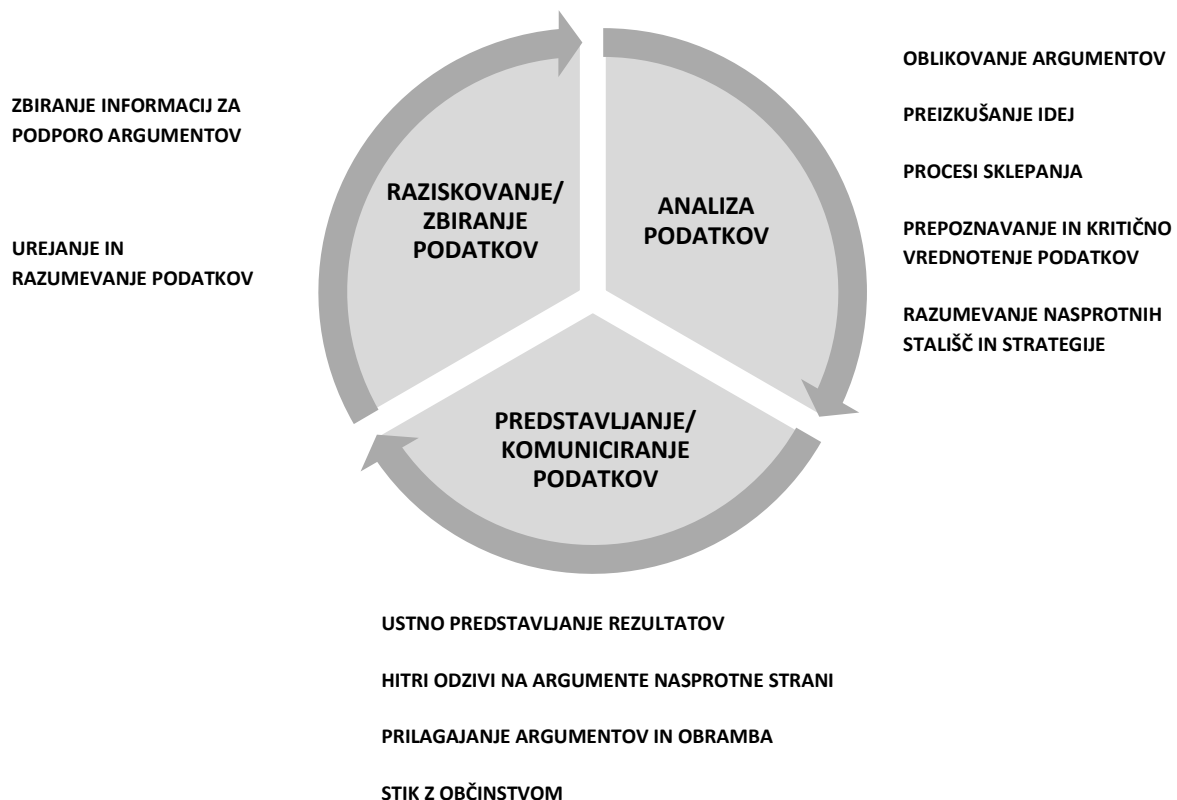 ZBIRANJE INFORMACIJ ZA
PODPORO ARGUMENTOV
UREJANJE IN
RAZUMEVANJE PODATKOV
RAZISKOVANJE/
ZBIRANJE
PODATKOV
ANALIZA
PODATKOV
OBLIKOVANJE ARGUMENTOV
PREIZKUŠANJE IDEJ
PROCESI SKLEPANJA
PREPOZNAVANJE IN KRITIČNO
VREDNOTENJE PODATKOV
RAZUMEVANJE NASPROTNIH
STALIŠČ IN STRATEGIJE
PREDSTAVLJANJE/
KOMUNICIRANJE
PODATKOV
USTNO PREDSTAVLJANJE REZULTATOV
HITRI ODZIVI NA ARGUMENTE NASPROTNE STRANI
PRILAGAJANJE ARGUMENTOV IN OBRAMBA
STIK Z OBČINSTVOM